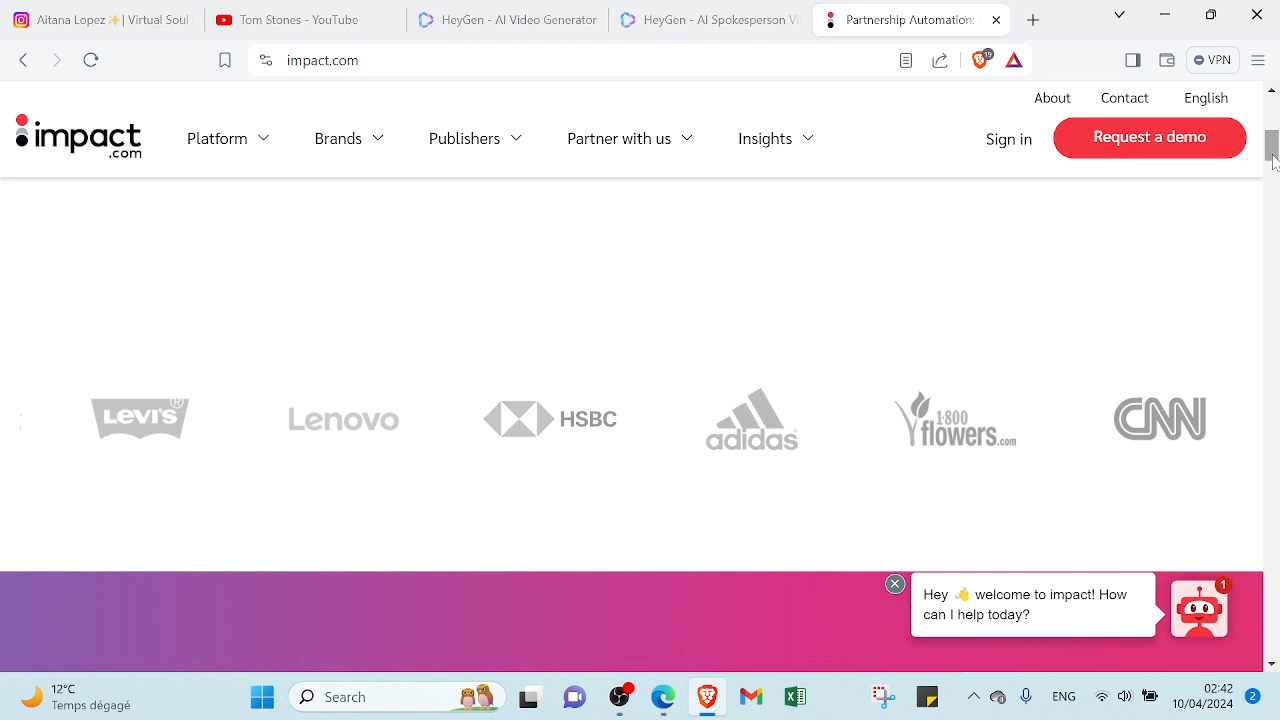 Aitana Lopez✨ Virtual Soul
Tom Stores - YouTube
HeyGen - AI Video Generator
HeyGen - AI Spokesperson Vi
Partnership Automation:
impact.com
19
VPN
About
Contact
English
impact
.com
Platform
Brands
Publishers
Partner with us
Insights
Sign in
Request a demo
LEVI'S®
Lenovo
HSBC
adidas
1·800
flowers.com
CNN
Hey 👋 welcome to impact! How
can I help today?
1
12°C
Temps dégagé
Search
ENG
02:42
10/04/2024
2